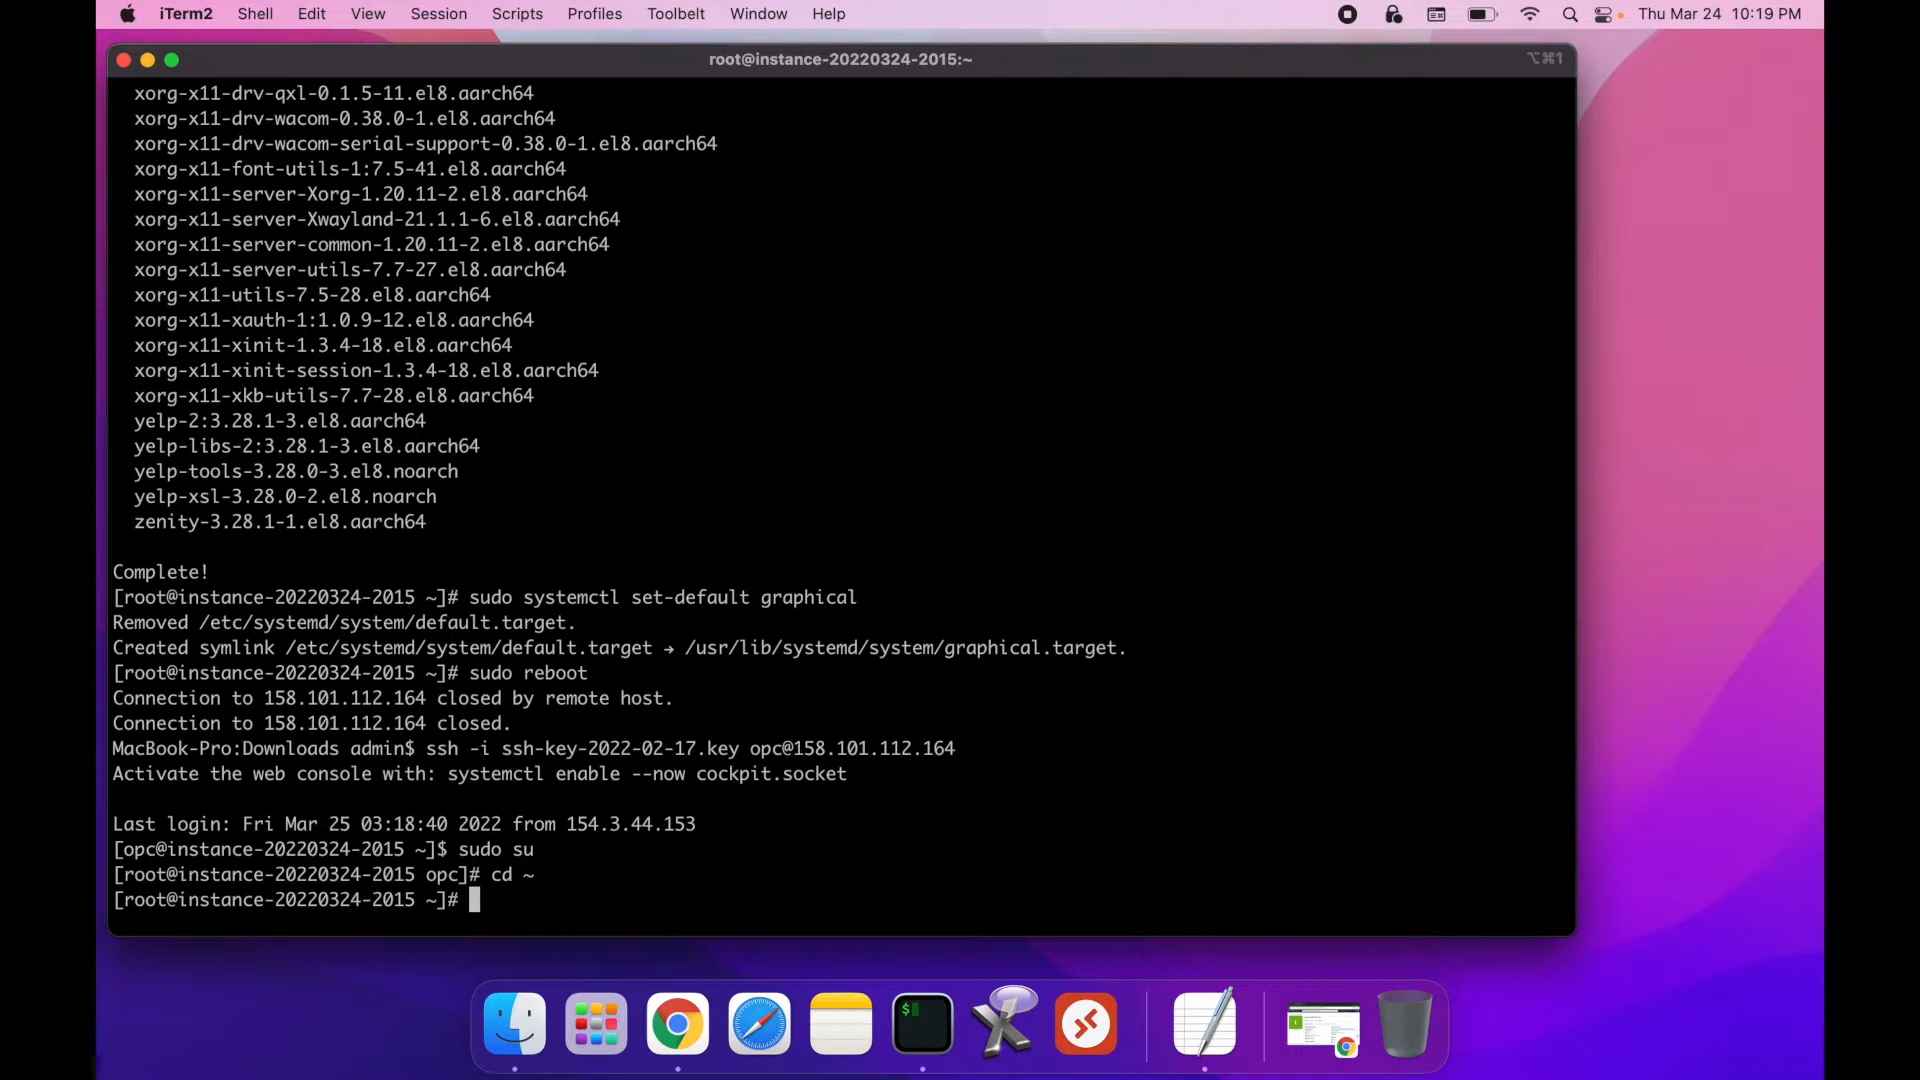 iTerm2 Shell Edit View Session Scripts Profiles Toolbelt Window Help Thu Mar 24 10:19 PM
root@instance-20220324-2015:~ ⌥⌘1
xorg-x11-drv-qxl-0.1.5-11.el8.aarch64
xorg-x11-drv-wacom-0.38.0-1.el8.aarch64
xorg-x11-drv-wacom-serial-support-0.38.0-1.el8.aarch64
xorg-x11-font-utils-1:7.5-41.el8.aarch64
xorg-x11-server-Xorg-1.20.11-2.el8.aarch64
xorg-x11-server-Xwayland-21.1.1-6.el8.aarch64
xorg-x11-server-common-1.20.11-2.el8.aarch64
xorg-x11-server-utils-7.7-27.el8.aarch64
xorg-x11-utils-7.5-28.el8.aarch64
xorg-x11-xauth-1:1.0.9-12.el8.aarch64
xorg-x11-xinit-1.3.4-18.el8.aarch64
xorg-x11-xinit-session-1.3.4-18.el8.aarch64
xorg-x11-xkb-utils-7.7-28.el8.aarch64
yelp-2:3.28.1-3.el8.aarch64
yelp-libs-2:3.28.1-3.el8.aarch64
yelp-tools-3.28.0-3.el8.noarch
yelp-xsl-3.28.0-2.el8.noarch
zenity-3.28.1-1.el8.aarch64
Complete!
[root@instance-20220324-2015 ~]# sudo systemctl set-default graphical
Removed /etc/systemd/system/default.target.
Created symlink /etc/systemd/system/default.target → /usr/lib/systemd/system/graphical.target.
[root@instance-20220324-2015 ~]# sudo reboot
Connection to 158.101.112.164 closed by remote host.
Connection to 158.101.112.164 closed.
MacBook-Pro:Downloads admin$ ssh -i ssh-key-2022-02-17.key opc@158.101.112.164
Activate the web console with: systemctl enable --now cockpit.socket
Last login: Fri Mar 25 03:18:40 2022 from 154.3.44.153
[opc@instance-20220324-2015 ~]$ sudo su
[root@instance-20220324-2015 opc]# cd ~
[root@instance-20220324-2015 ~]#